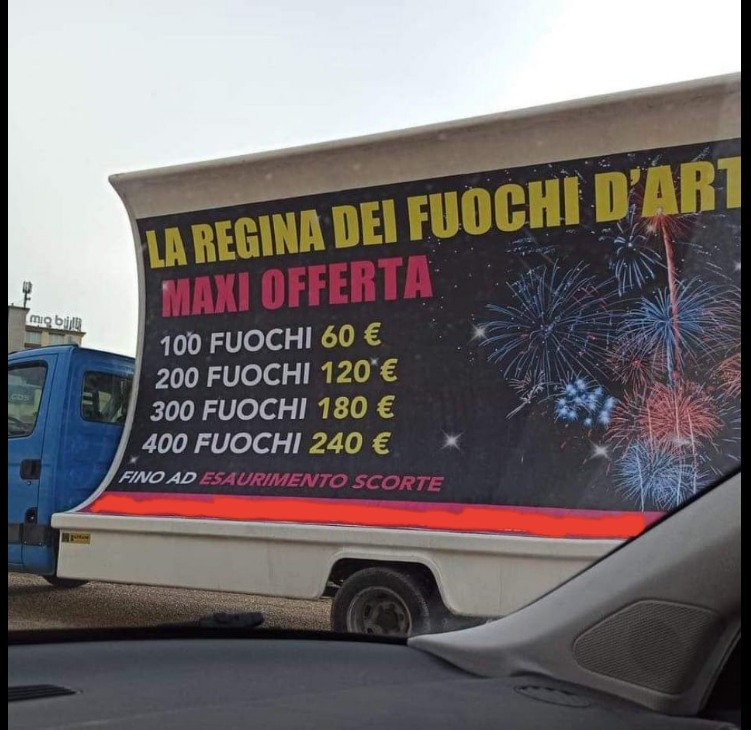 LA REGINA DEI FUOCHI D'ART
MAXI OFFERTA
100 FUOCHI 60 €
200 FUOCHI 120 €
300 FUOCHI 180 €
400 FUOCHI 240 €
FINO AD ESAURIMENTO SCORTE